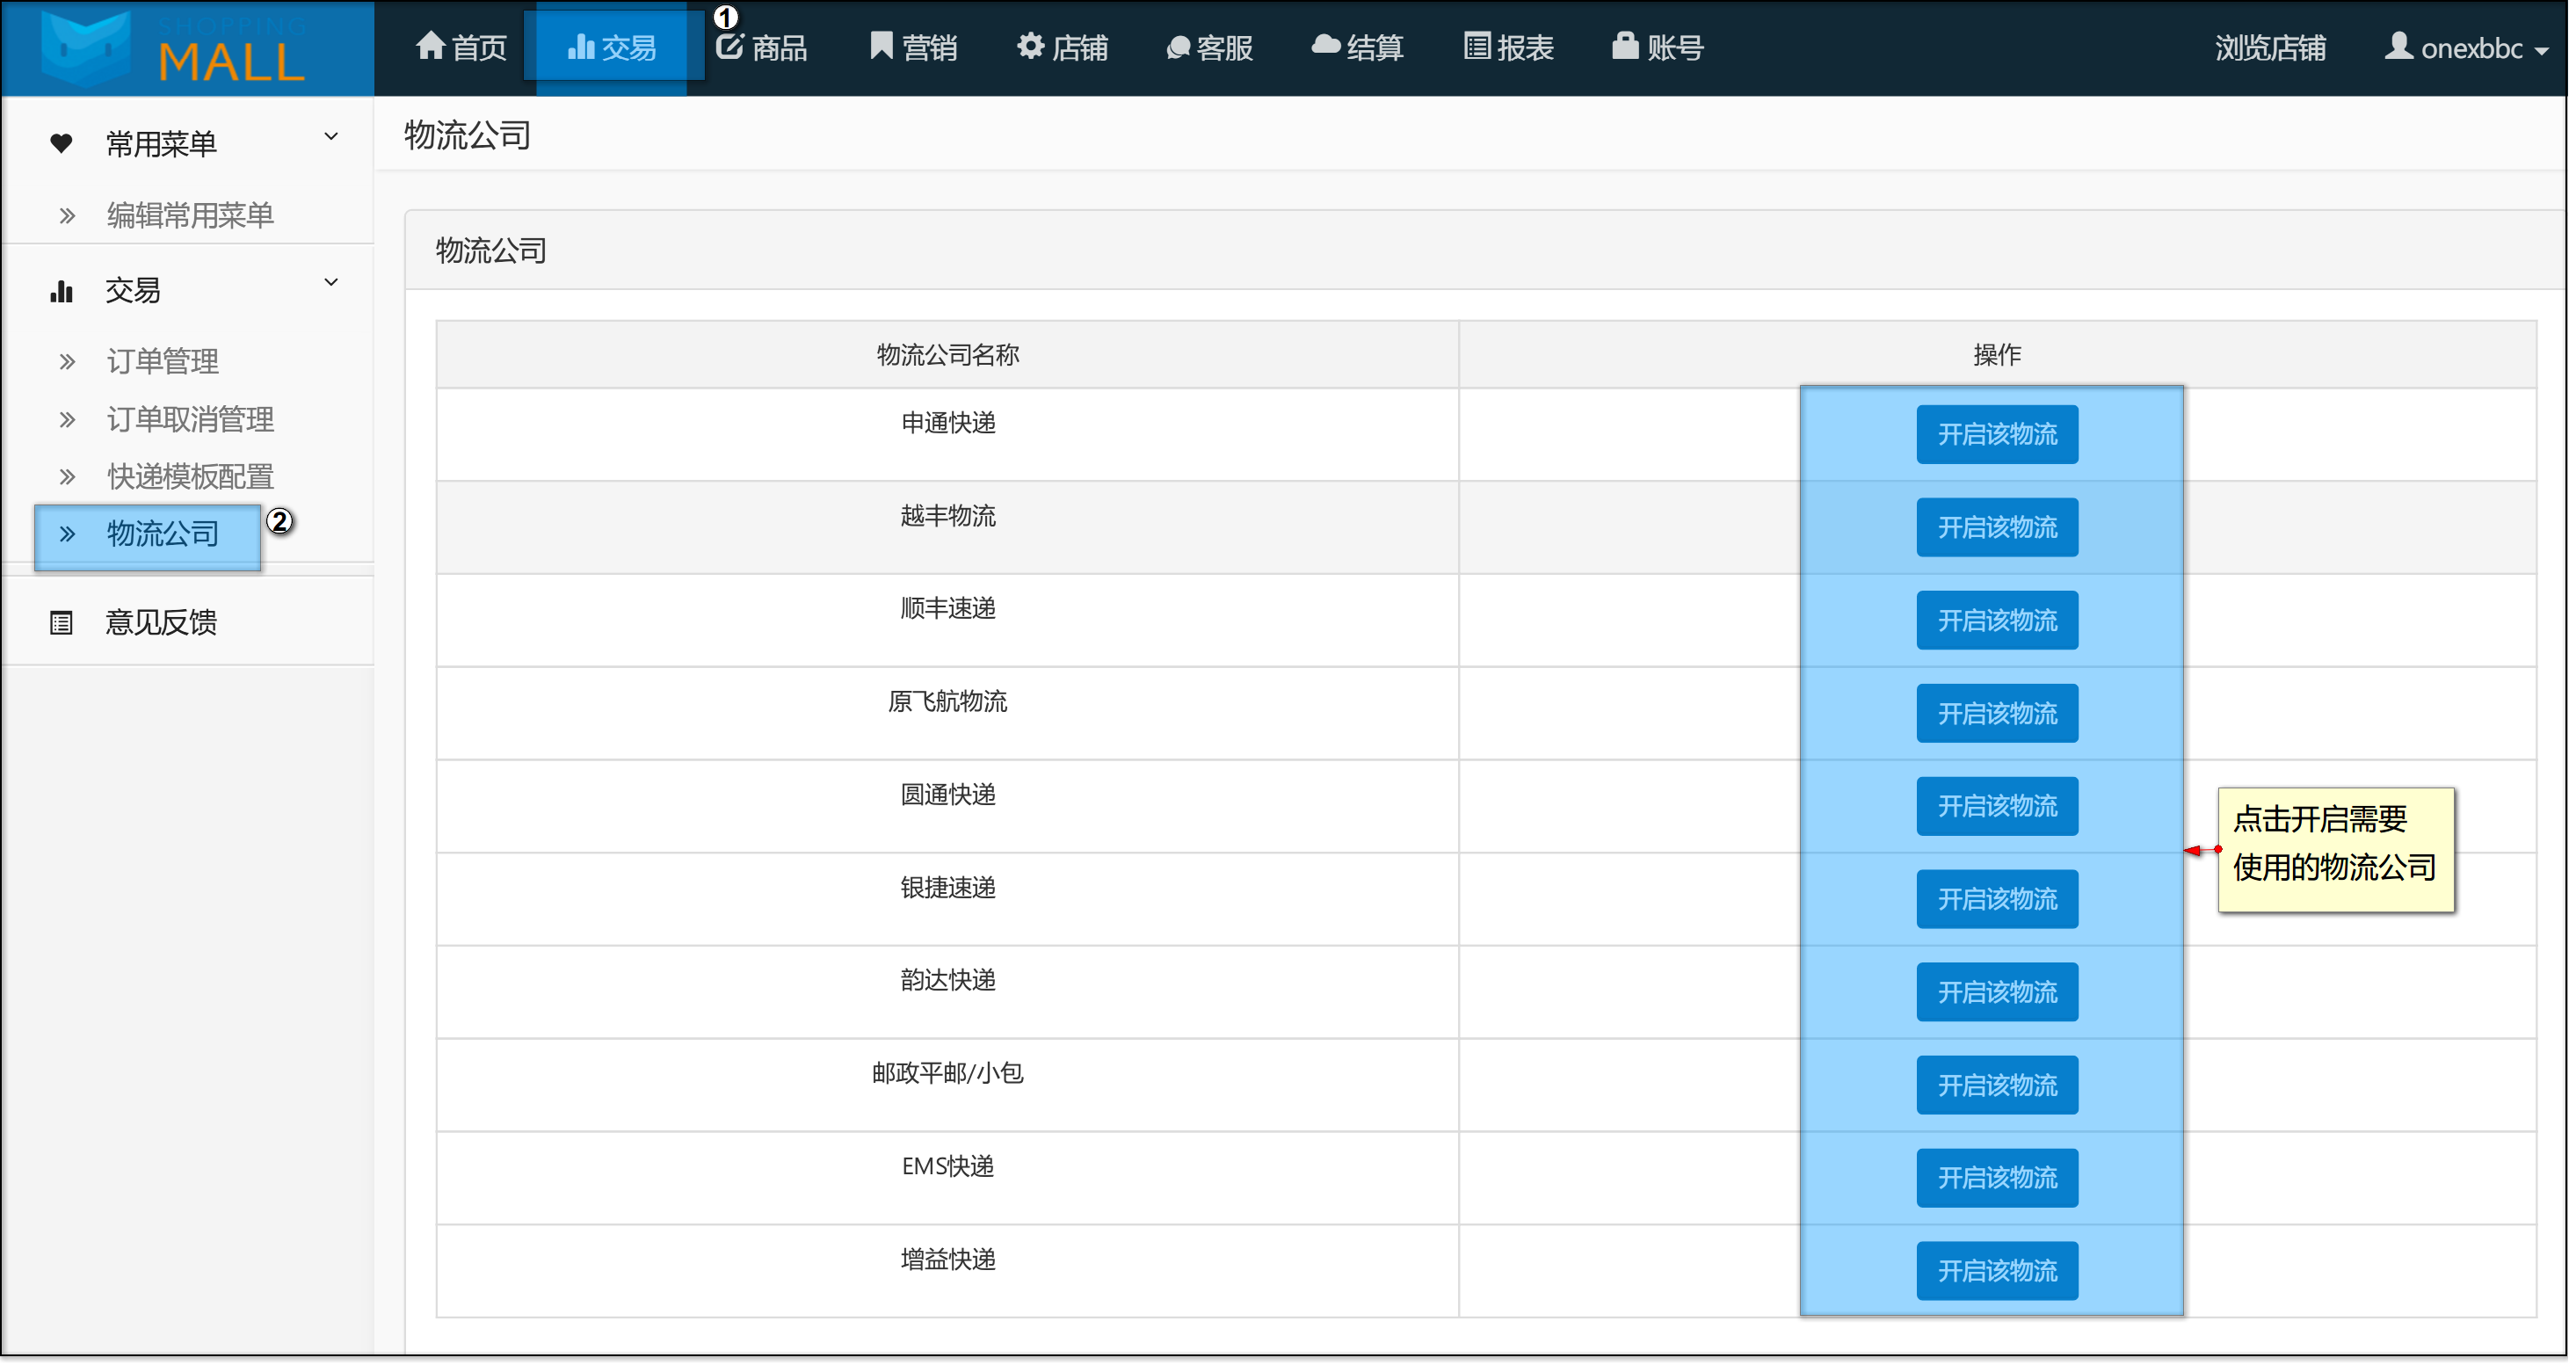 SHOPPING
MALL
首页
交易
①
商品
营销
店铺
客服
结算
报表
账号
浏览店铺
onexbbc
常用菜单
编辑常用菜单
交易
订单管理
订单取消管理
快递模板配置
物流公司
②
意见反馈
物流公司
物流公司
物流公司名称 操作
申通快递 开启该物流
越丰物流 开启该物流
顺丰速递 开启该物流
原飞航物流 开启该物流
圆通快递 开启该物流
银捷速递 开启该物流
韵达快递 开启该物流
邮政平邮/小包 开启该物流
EMS快递 开启该物流
增益快递 开启该物流
点击开启需要
使用的物流公司